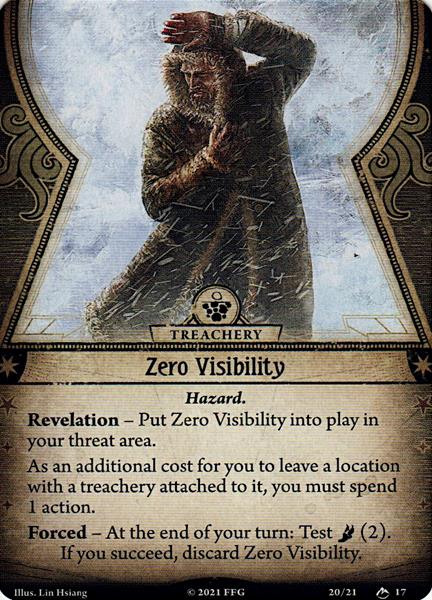 TREACHERY
Zero Visibility
Hazard.
Revelation – Put Zero Visibility into play in
your threat area.
As an additional cost for you to leave a location
with a treachery attached to it, you must spend
1 action.
Forced – At the end of your turn: Test (2).
If you succeed, discard Zero Visibility.
Illus. Lin Hsiang © 2021 FFG 20/21 17